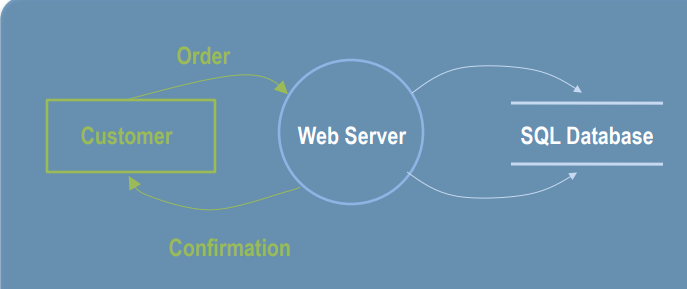 Order
Customer
Web Server
SQL Database
Confirmation